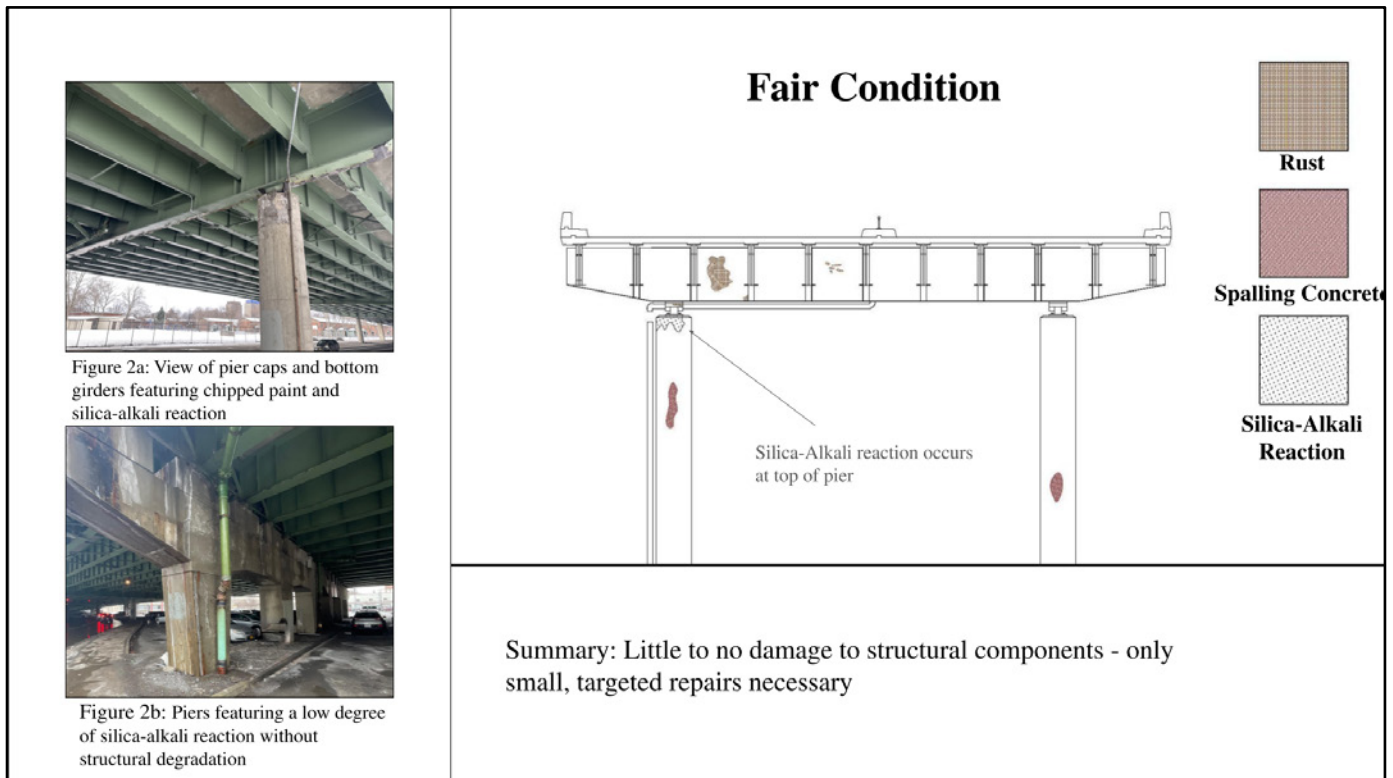 Figure 2a: View of pier caps and bottom
girders featuring chipped paint and
silica-alkali reaction
Figure 2b: Piers featuring a low degree
of silica-alkali reaction without
structural degradation
Fair Condition
Silica-Alkali reaction occurs
at top of pier
Rust
Spalling Concrete
Silica-Alkali
Reaction
Summary: Little to no damage to structural components - only
small, targeted repairs necessary